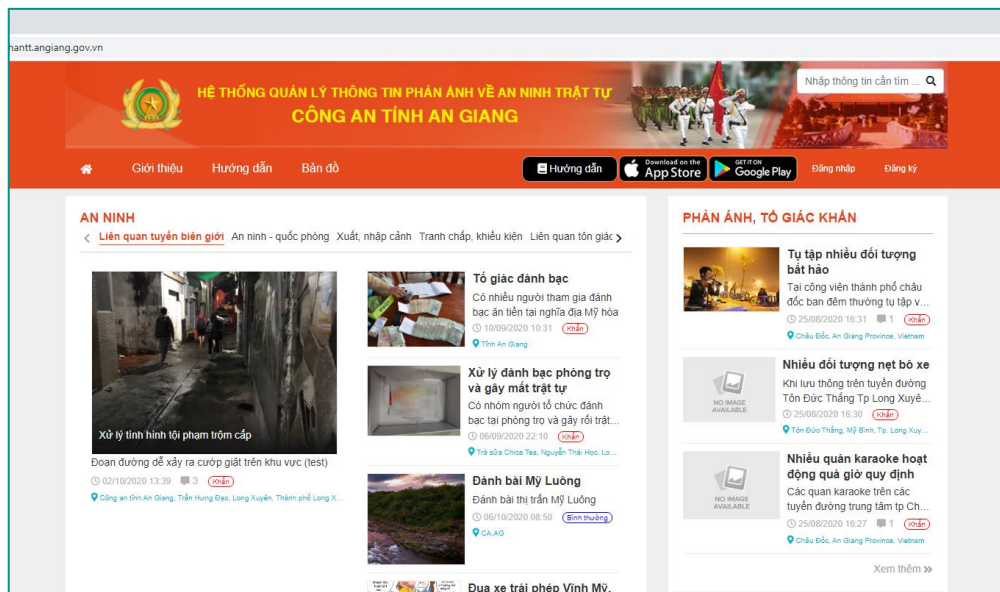 hantt.angiang.gov.vn
HỆ THỐNG QUẢN LÝ THÔNG TIN PHẢN ÁNH VỀ AN NINH TRẬT TỰ
CÔNG AN TỈNH AN GIANG
Nhập thông tin cần tìm ...
Giới thiệu Hướng dẫn Bản đồ
Hướng dẫn
Download on the
App Store
GET IT ON
Google Play
Đăng nhập Đăng ký
AN NINH
Liên quan tuyến biên giới An ninh - quốc phòng Xuất, nhập cảnh Tranh chấp, khiếu kiện Liên quan tôn giác
Xử lý tình hình tội phạm trộm cắp
Đoạn đường dễ xảy ra cướp giật trên khu vực (test)
02/10/2020 13:39 3 Khẩn
Công an tỉnh An Giang, Trần Hưng Đạo, Long Xuyên, Thành phố Long X...
Tố giác đánh bạc
Có nhiều người tham gia đánh
bạc ăn tiền tại nghĩa địa Mỹ hòa
10/09/2020 10:31 Khẩn
Tỉnh An Giang
Xử lý đánh bạc phòng trọ
và gây mất trật tự
Có nhóm người tổ chức đánh
bạc tại phòng trọ và gây rối trật...
06/09/2020 22:10 Khẩn
Trà sữa Chica Tea, Nguyễn Thái Học, Lo...
Đánh bài Mỹ Luông
Đánh bài thị trấn Mỹ Luông
06/10/2020 08:50 Bình thường
CA.AG
Đua xe trái phép Vĩnh Mỹ,
PHẢN ÁNH, TỐ GIÁC KHẨN
Tụ tập nhiều đối tượng
bất hảo
Tại công viên thành phố châu
đốc ban đêm thường tụ tập v...
25/08/2020 16:31 1 Khẩn
Châu Đốc, An Giang Province, Vietnam
NO IMAGE
AVAILABLE
Nhiều đối tượng nẹt bô xe
Khi lưu thông trên tuyến đường
Tôn Đức Thắng Tp Long Xuyê...
25/08/2020 16:30 Khẩn
Tôn Đức Thắng, Mỹ Bình, Tp. Long Xuy...
NO IMAGE
AVAILABLE
Nhiều quán karaoke hoạt
động quá giờ quy định
Các quan karaoke trên các
tuyến đường trung tâm tp Ch...
25/08/2020 16:27 1 Khẩn
Châu Đốc, An Giang Province, Vietnam
Xem thêm